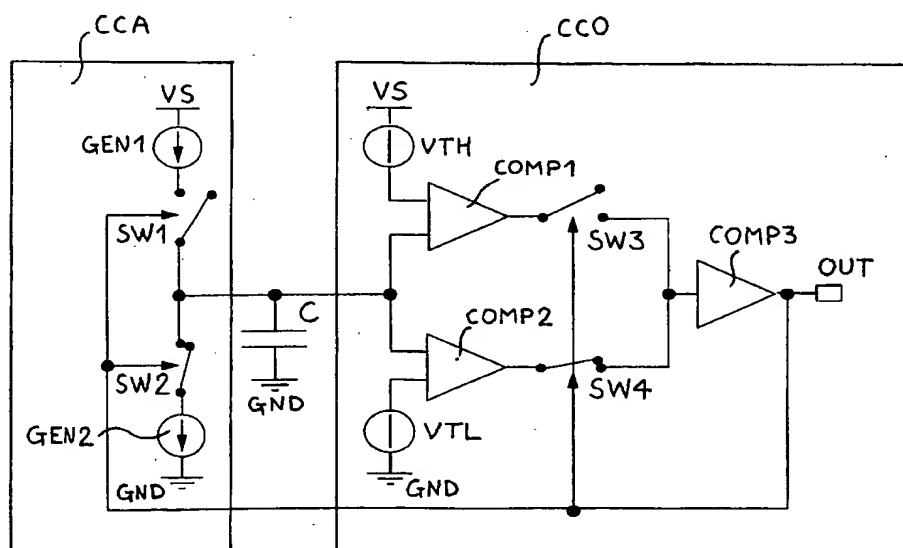 CCA
CCO
VS
GEN1
SW1
SW2
GEN2
GND
C
GND
VS
VTH
COMP1
SW3
COMP3
OUT
COMP2
SW4
VTL
GND